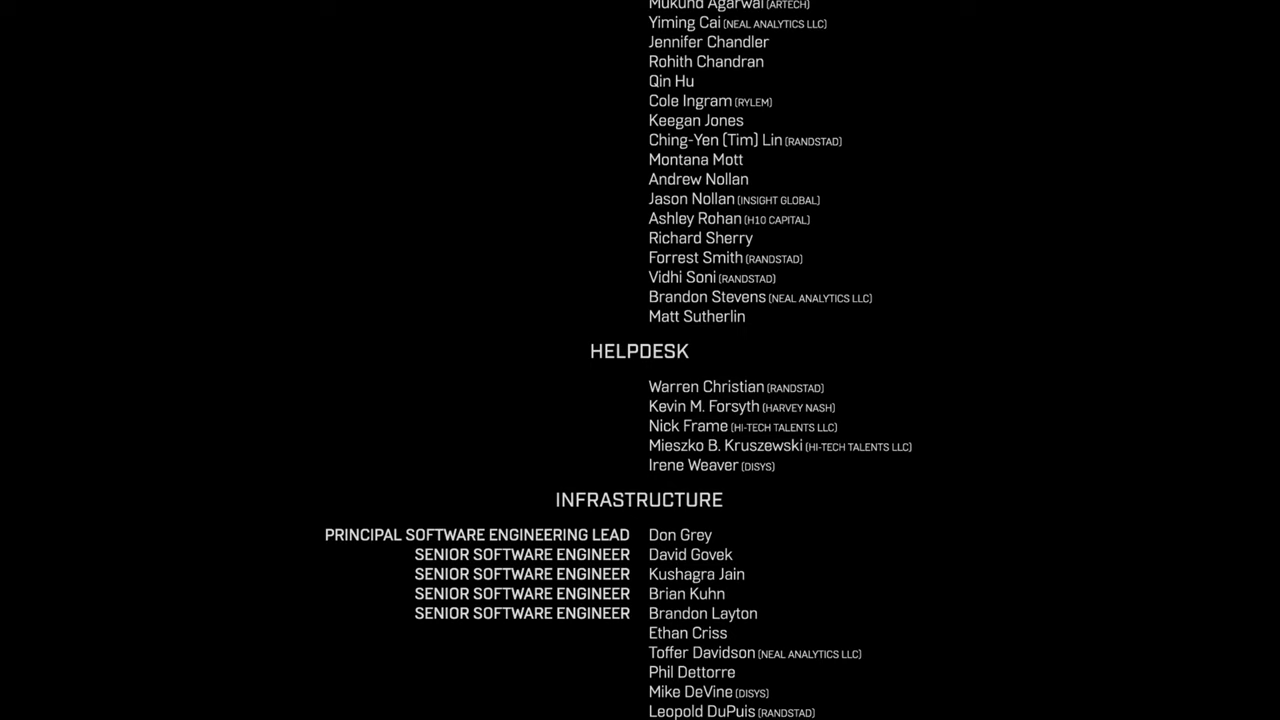 Mukund Agarwal (ARTECH)
Yiming Cai (NEAL ANALYTICS LLC)
Jennifer Chandler
Rohith Chandran
Qin Hu
Cole Ingram (RYLEM)
Keegan Jones
Ching-Yen (Tim) Lin (RANDSTAD)
Montana Mott
Andrew Nollan
Jason Nollan (INSIGHT GLOBAL)
Ashley Rohan (H10 CAPITAL)
Richard Sherry
Forrest Smith (RANDSTAD)
Vidhi Soni (RANDSTAD)
Brandon Stevens (NEAL ANALYTICS LLC)
Matt Sutherlin
HELPDESK
Warren Christian (RANDSTAD)
Kevin M. Forsyth (HARVEY NASH)
Nick Frame (HI-TECH TALENTS LLC)
Mieszko B. Kruszewski (HI-TECH TALENTS LLC)
Irene Weaver (DISYS)
INFRASTRUCTURE
PRINCIPAL SOFTWARE ENGINEERING LEAD Don Grey
SENIOR SOFTWARE ENGINEER David Govek
SENIOR SOFTWARE ENGINEER Kushagra Jain
SENIOR SOFTWARE ENGINEER Brian Kuhn
SENIOR SOFTWARE ENGINEER Brandon Layton
Ethan Criss
Toffer Davidson (NEAL ANALYTICS LLC)
Phil Dettorre
Mike DeVine (DISYS)
Leopold DuPuis (RANDSTAD)